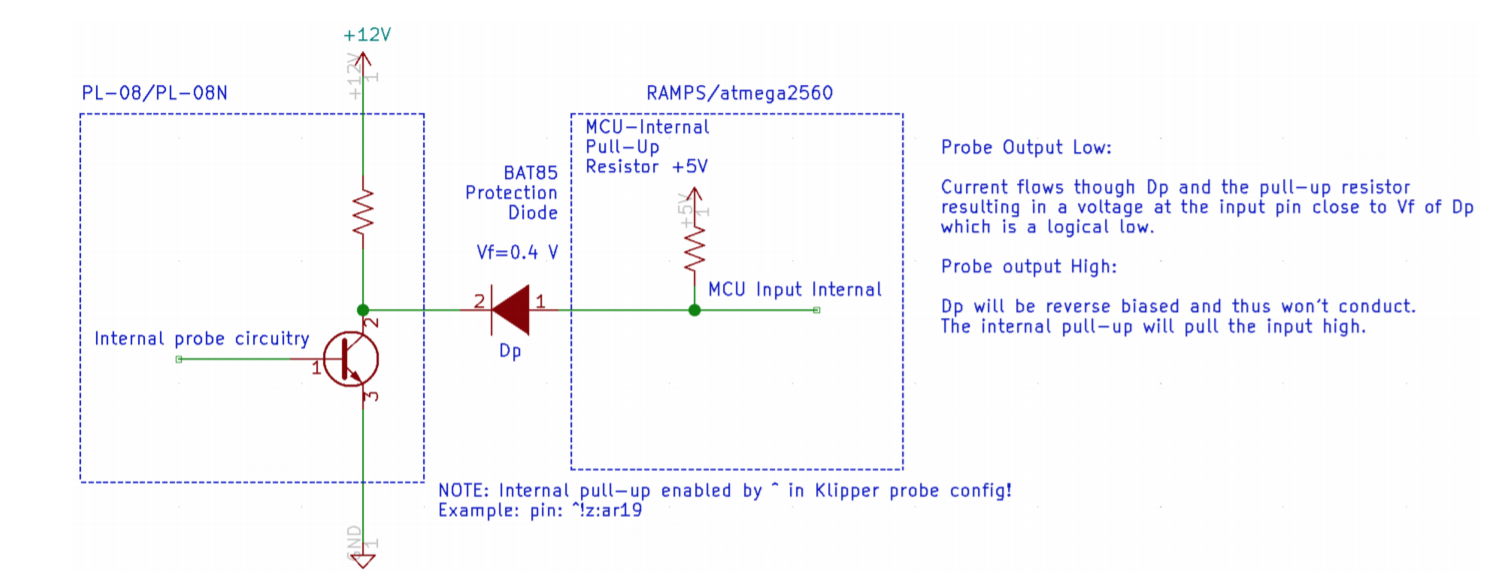 +12V
+12V
1
PL-08/PL-08N
RAMPS/atmega2560
MCU-Internal
Pull-Up
Resistor +5V
+5V
1
BAT85
Protection
Diode
Vf=0.4 V
2
1
Dp
MCU Input Internal
Internal probe circuitry
1
2
3
Probe Output Low:
Current flows though Dp and the pull-up resistor
resulting in a voltage at the input pin close to Vf of Dp
which is a logical low.
Probe output High:
Dp will be reverse biased and thus won't conduct.
The internal pull-up will pull the input high.
NOTE: Internal pull-up enabled by ^ in Klipper probe config!
Example: pin: ^!z:ar19
GND
1